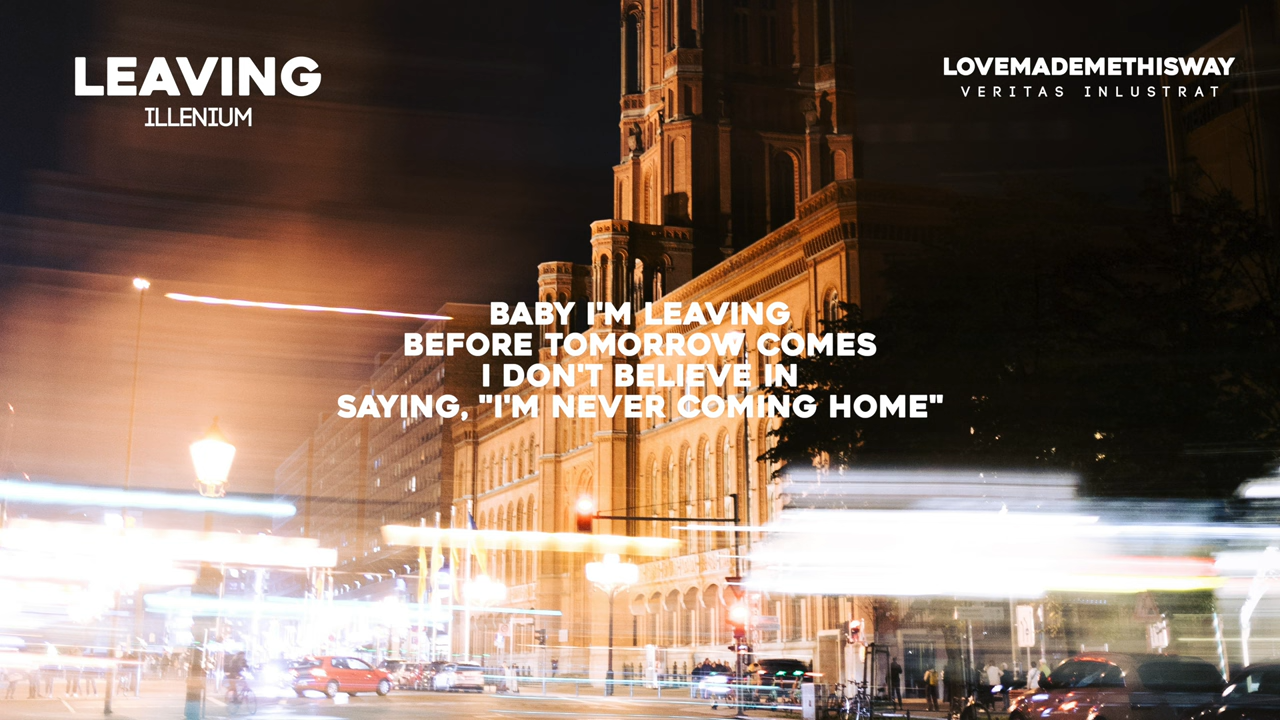 LEAVING
ILLENIUM
LOVEMADEMETHISWAY
VERITAS INLUSTRAT
BABY I'M LEAVING
BEFORE TOMORROW COMES
I DON'T BELIEVE IN
SAYING, "I'M NEVER COMING HOME"